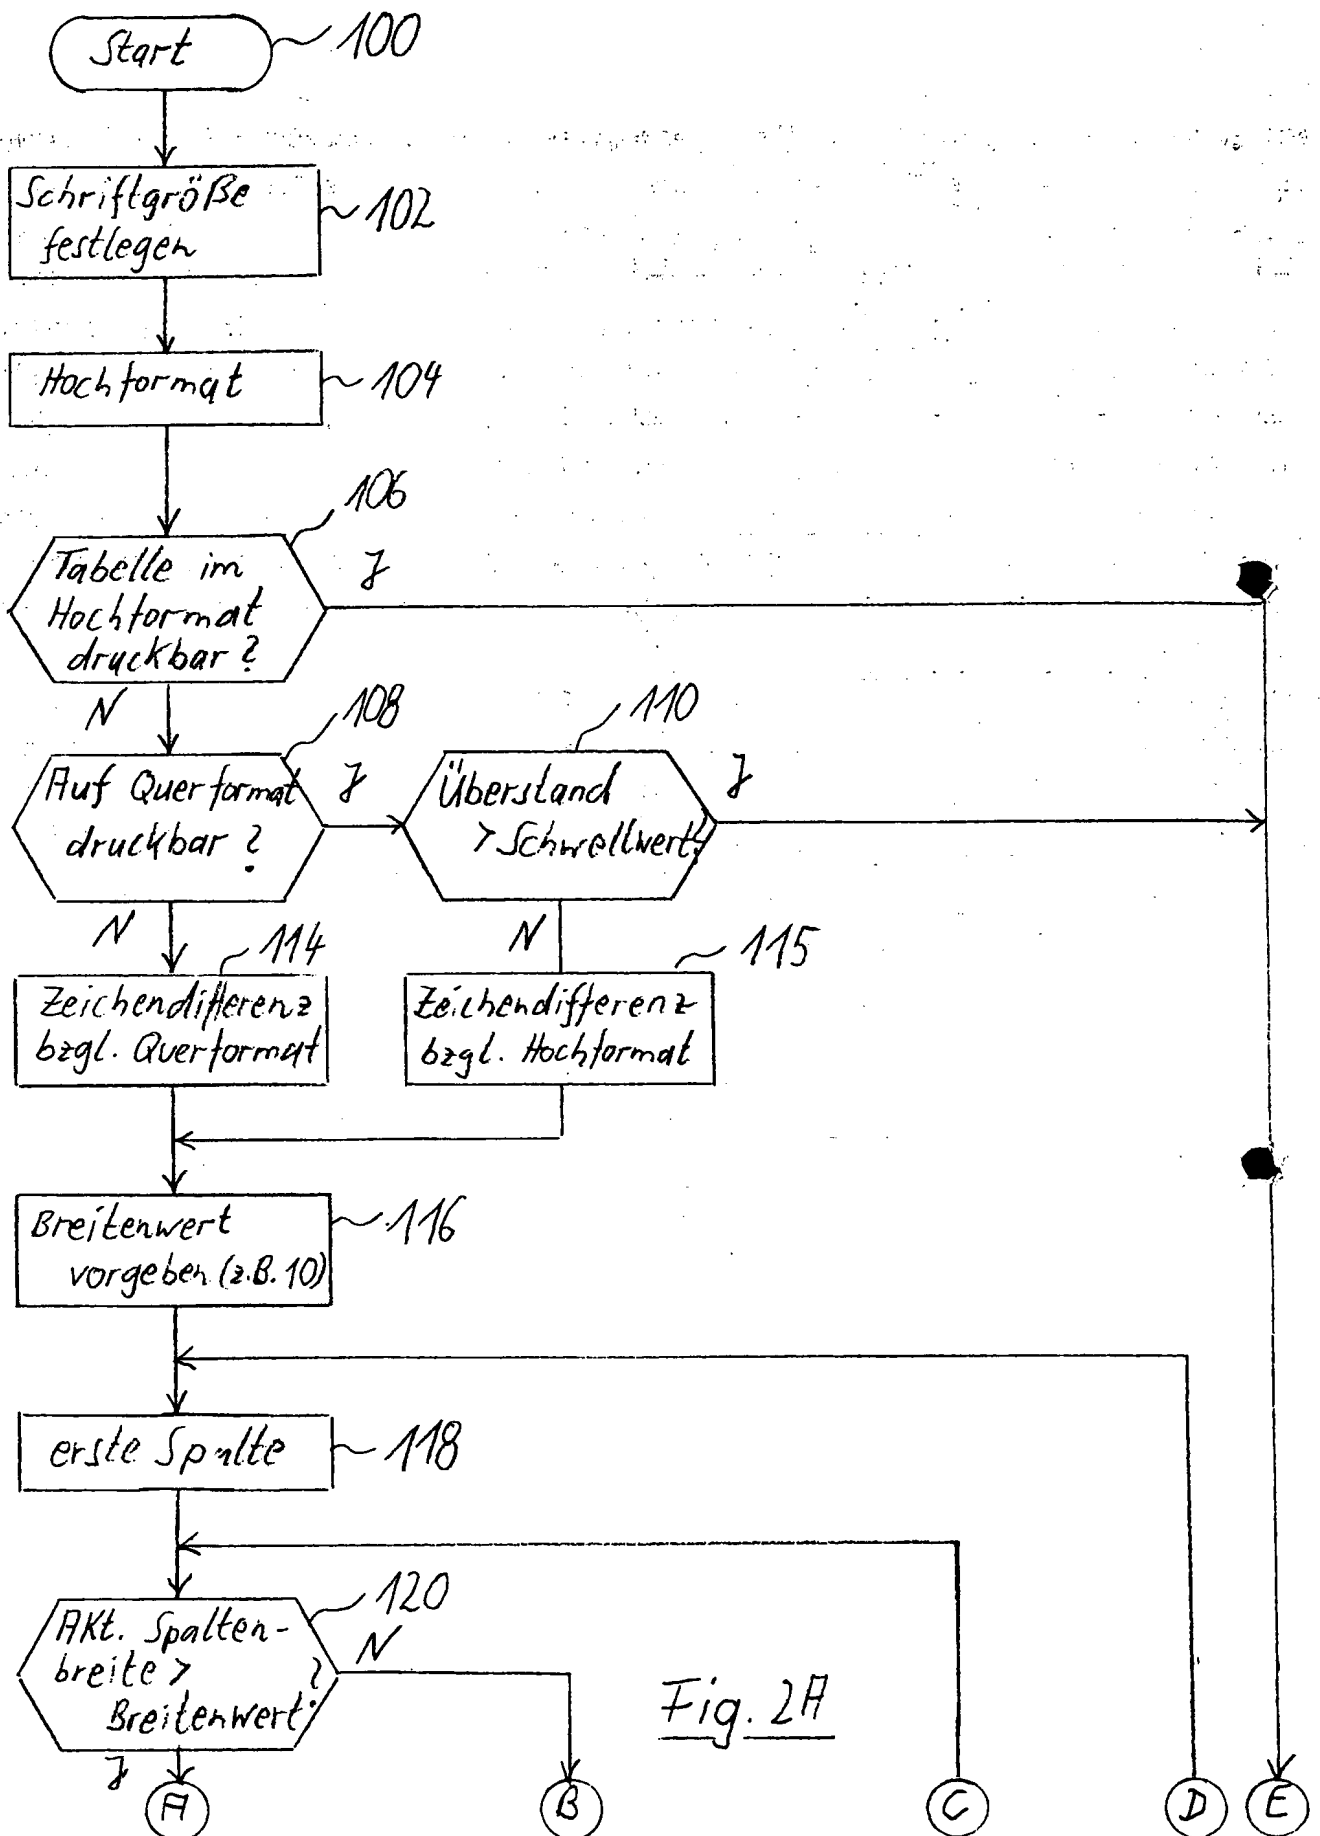 Start
100
Schriftgröße
festlegen
102
Hochformat
104
106
Tabelle im
Hochformat
druckbar?
J
N
108
Auf Querformat
druckbar?
J
110
Überstand
> Schwellwert?
J
N
N
114
Zeichendifferenz
bzgl. Querformat
115
Zeichendifferenz
bzgl. Hochformat
Breitenwert
vorgeben (z.B. 10)
116
erste Spalte
118
120
Akt. Spalten-
breite >
Breitenwert?
N
J
Fig. 2A
A
B
C
D
E